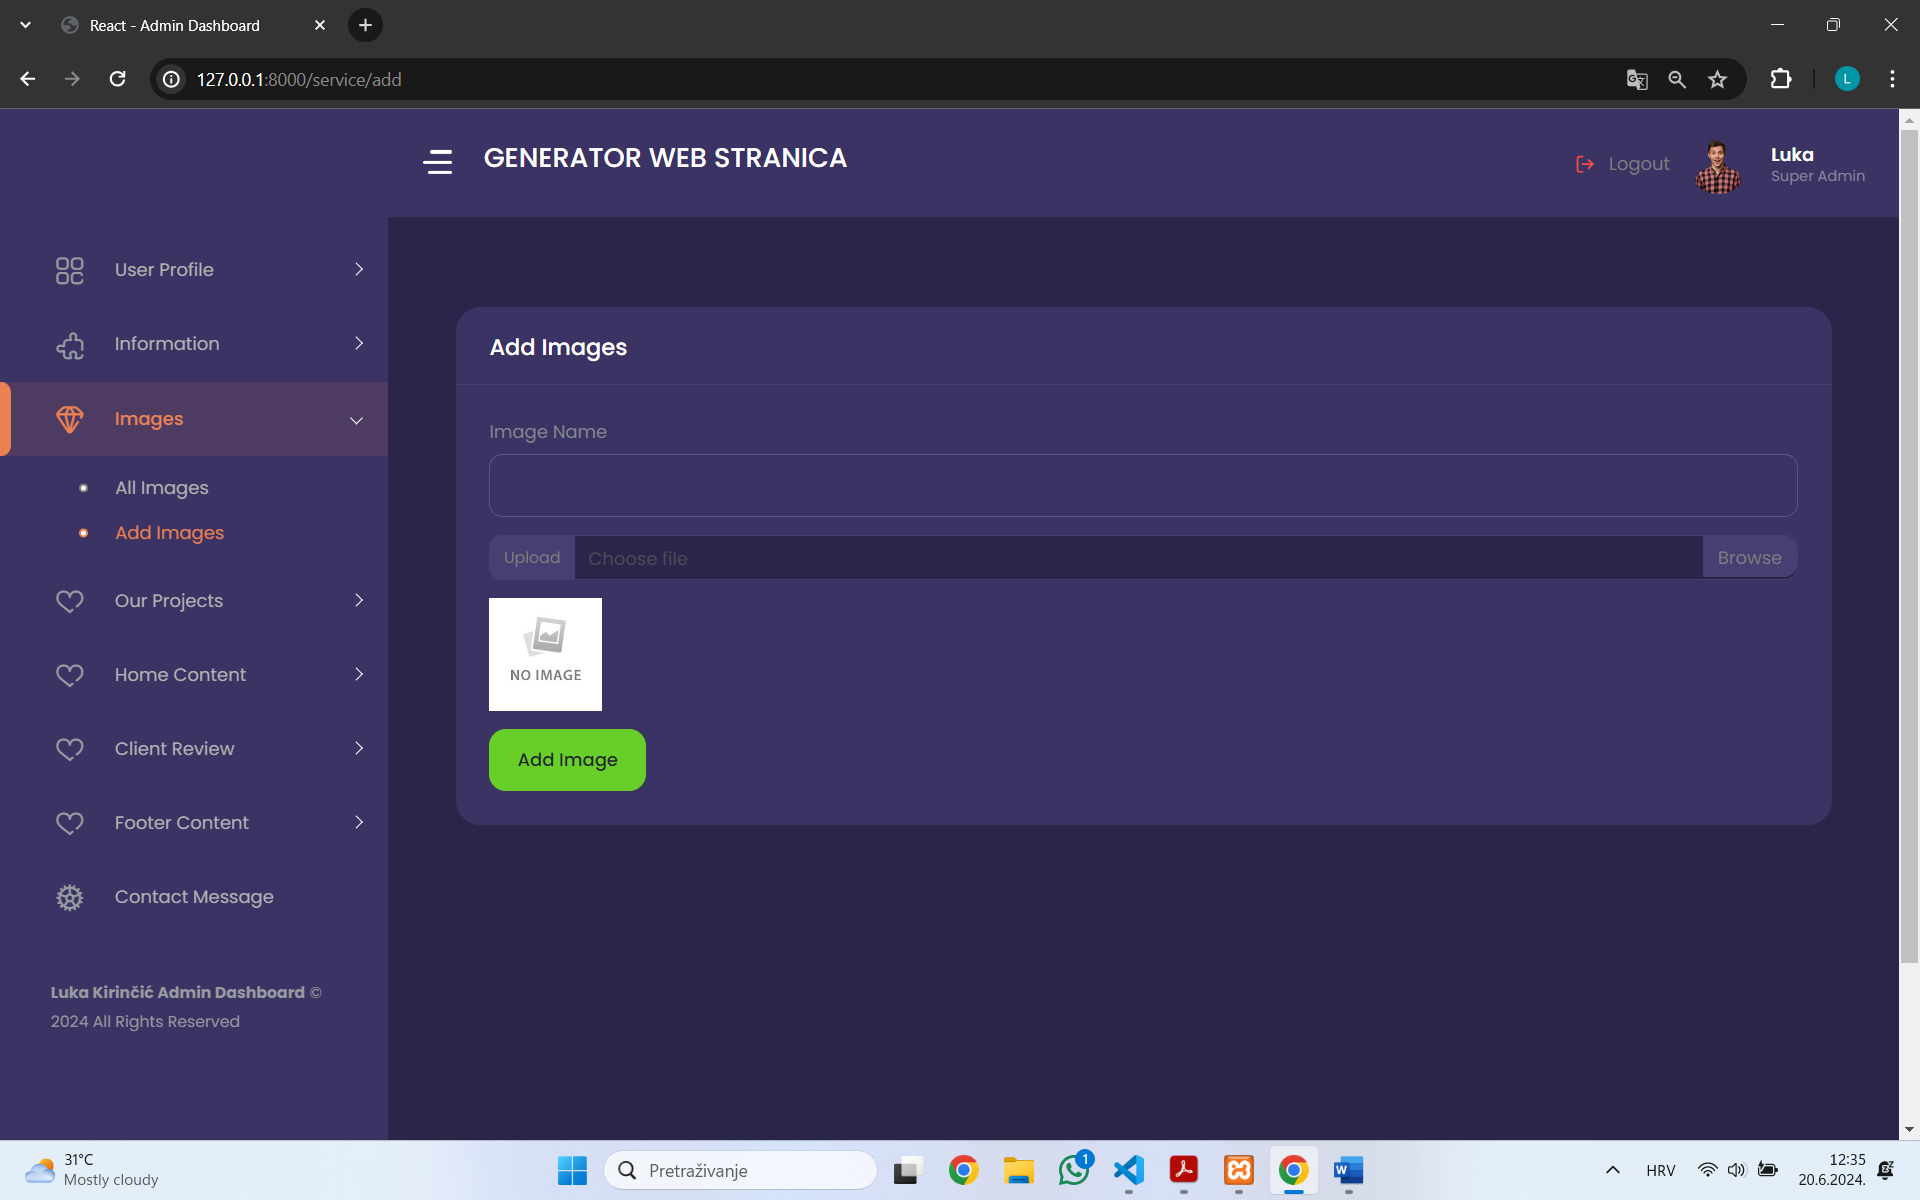 React - Admin Dashboard
127.0.0.1:8000/service/add
L
GENERATOR WEB STRANICA
Logout
Luka
Super Admin
User Profile
Information
Images
All Images
Add Images
Our Projects
Home Content
Client Review
Footer Content
Contact Message
Luka Kirinčić Admin Dashboard ©
2024 All Rights Reserved
Add Images
Image Name
Upload
Choose file
Browse
NO IMAGE
Add Image
31°C
Mostly cloudy
Pretraživanje
1
HRV
12:35
20.6.2024.